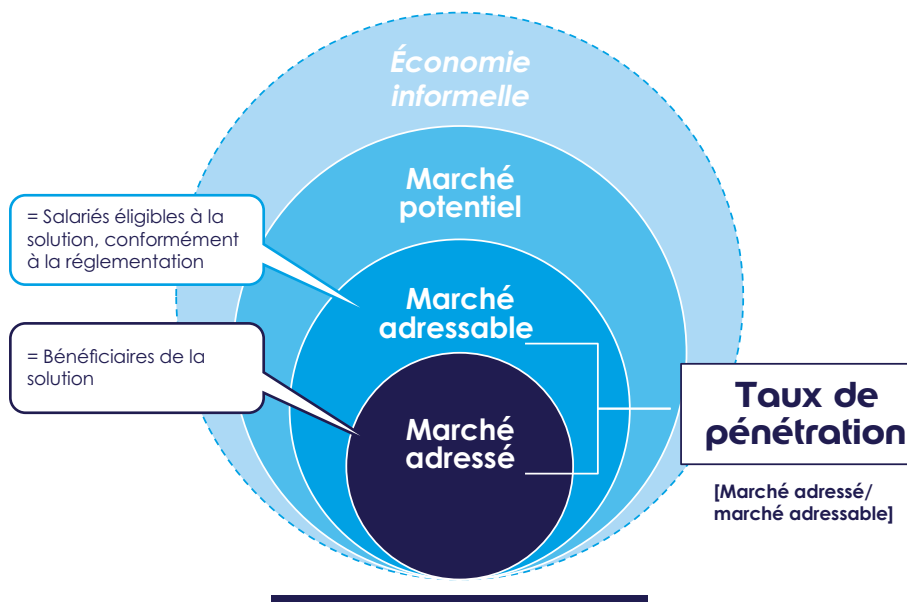 Économie
informelle
Marché
potentiel
= Salariés éligibles à la
solution, conformément
à la réglementation
Marché
adressable
= Bénéficiaires de la
solution
Marché
adressé
Taux de
pénétration
[Marché adressé/
marché adressable]